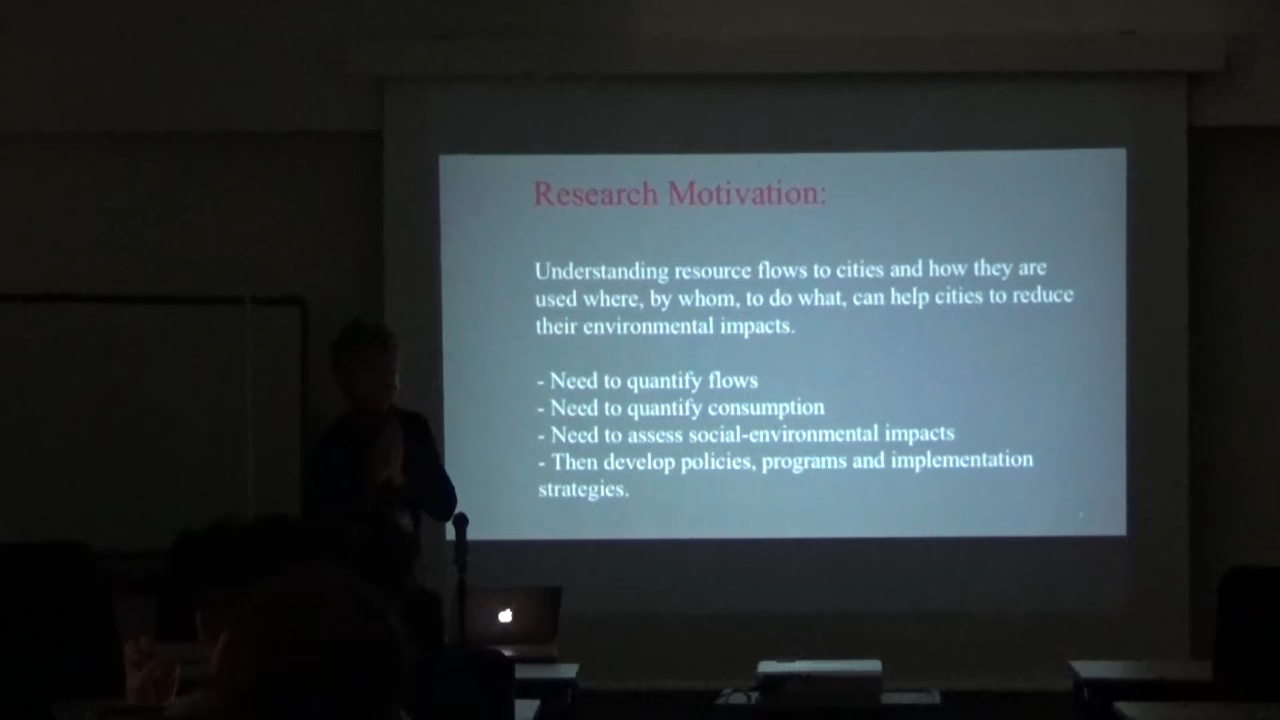 Research Motivation:
Understanding resource flows to cities and how they are
used where, by whom, to do what, can help cities to reduce
their environmental impacts.
- Need to quantify flows
- Need to quantify consumption
- Need to assess social-environmental impacts
- Then develop policies, programs and implementation
strategies.